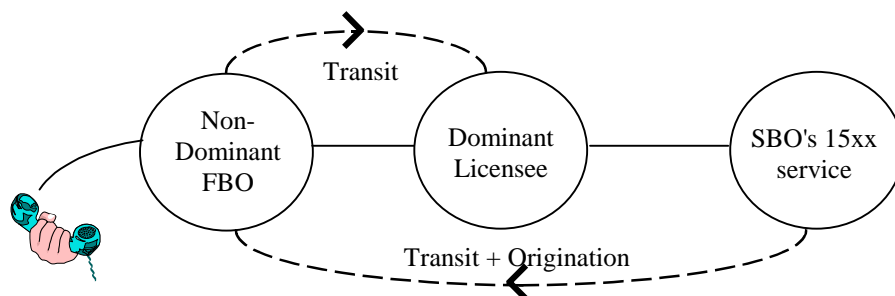 Transit
Non-
Dominant
FBO
Dominant
Licensee
SBO's 15xx
service
Transit + Origination